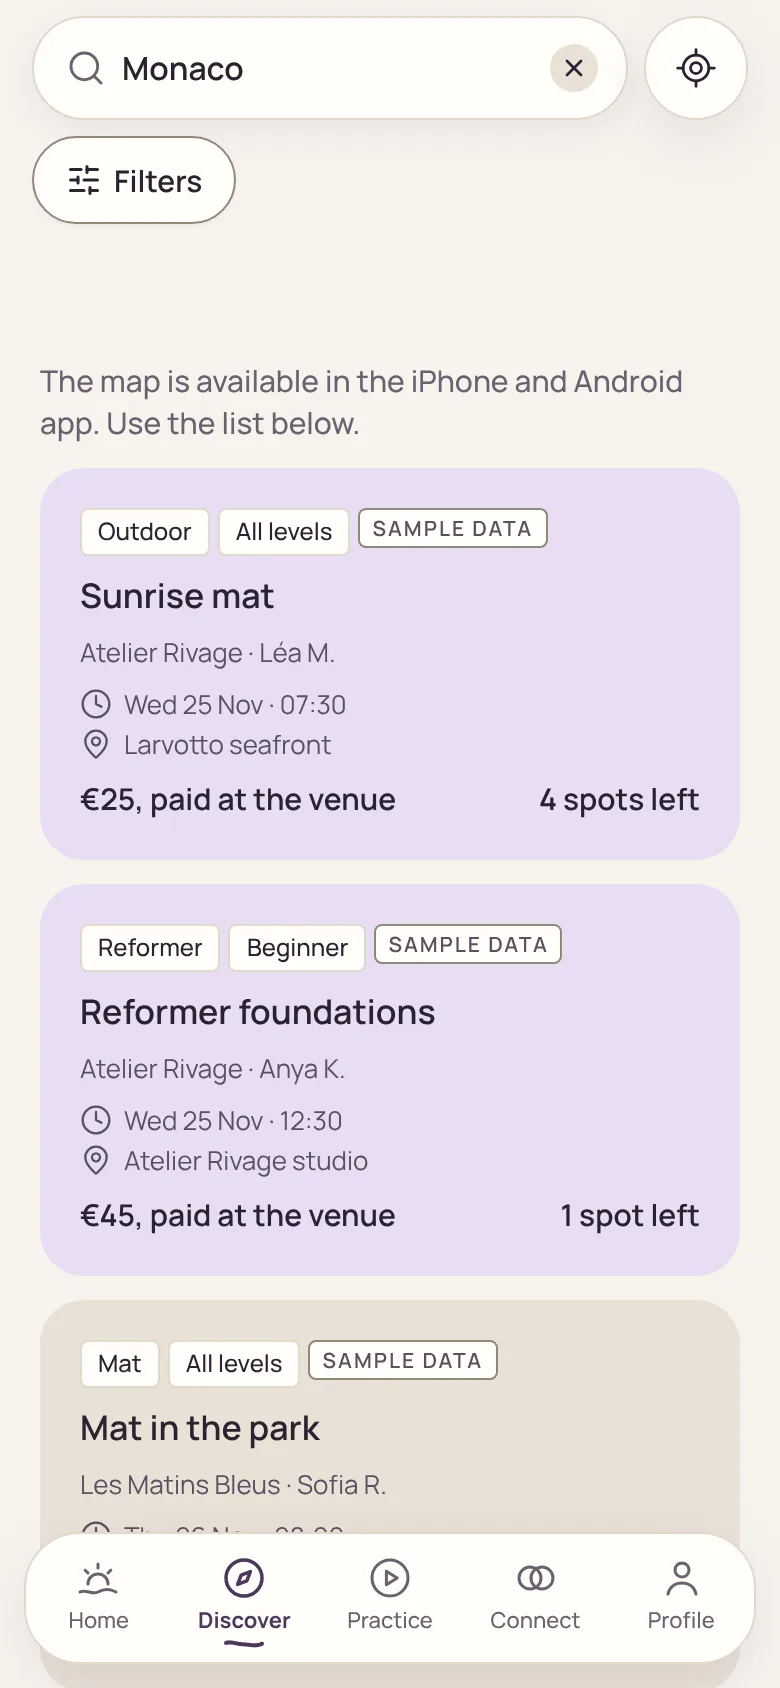 Monaco
Filters
The map is available in the iPhone and Android
app. Use the list below.
Outdoor All levels SAMPLE DATA
Sunrise mat
Atelier Rivage · Léa M.
Wed 25 Nov · 07:30
Larvotto seafront
€25, paid at the venue 4 spots left
Reformer Beginner SAMPLE DATA
Reformer foundations
Atelier Rivage · Anya K.
Wed 25 Nov · 12:30
Atelier Rivage studio
€45, paid at the venue 1 spot left
Mat All levels SAMPLE DATA
Mat in the park
Les Matins Bleus · Sofia R.
Home Discover Practice Connect Profile